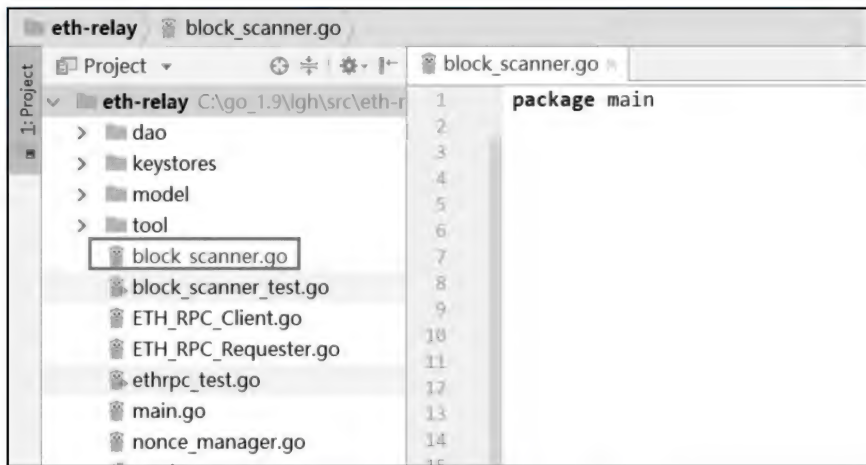 eth-relay block_scanner.go
1: Project
Project
eth-relay C:\go_1.9\lgh\src\eth-r
dao
keystores
model
tool
block_scanner.go
block_scanner_test.go
ETH_RPC_Client.go
ETH_RPC_Requester.go
ethrpc_test.go
main.go
nonce_manager.go
block_scanner.go
1 package main
2
3
4
5
6
7
8
9
10
11
12
13
14
15